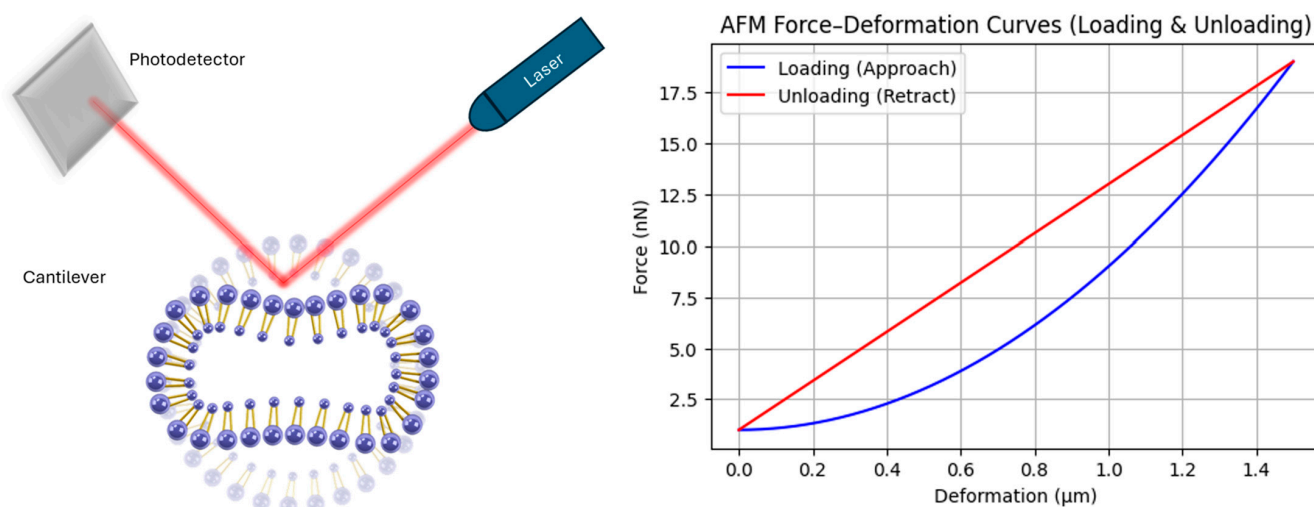 Photodetector
Laser
Cantilever
AFM Force–Deformation Curves (Loading & Unloading)
Loading (Approach)
Unloading (Retract)
Force (nN)
17.5
15.0
12.5
10.0
7.5
5.0
2.5
0.0 0.2 0.4 0.6 0.8 1.0 1.2 1.4
Deformation (μm)